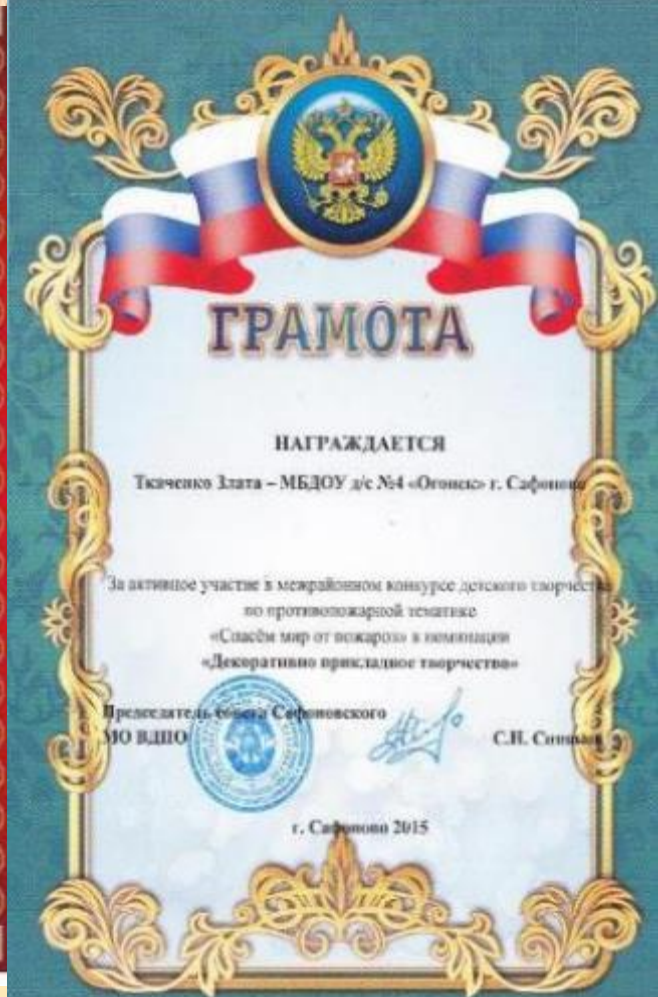 ГРАМОТА
НАГРАЖДАЕТСЯ
Ткаченко Злата – МБДОУ д/с №4 «Огонек» г. Сафоново
За активное участие в межрайонном конкурсе детского творчества
по противопожарной тематике
«Спасём мир от пожаров» в номинации
«Декоративно прикладное творчество»
Председатель совета Сафоновского
МО ВДПО С.Н.
г. Сафоново 2015